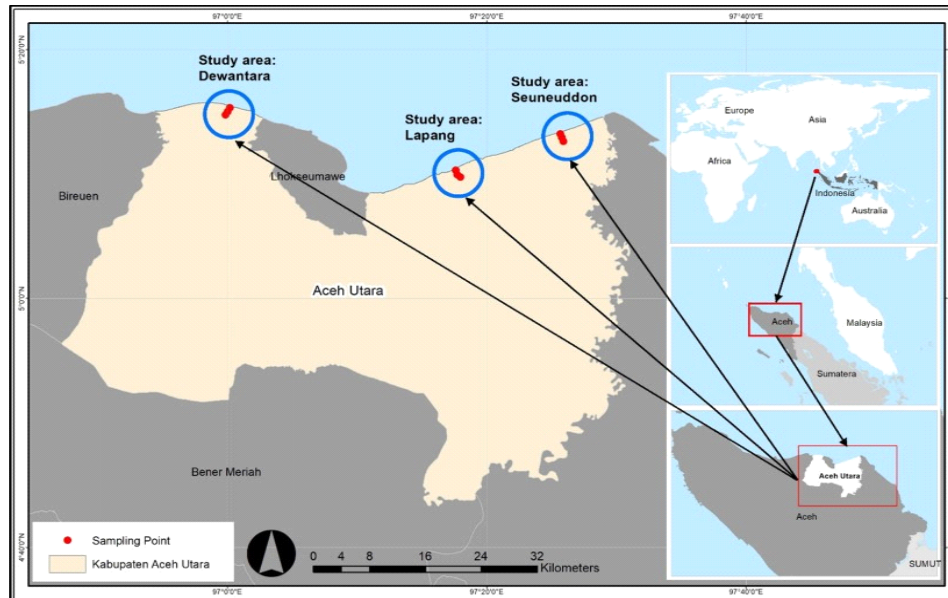 97°0'0"E
97°20'0"E
97°40'0"E
5°20'0"N
5°0'0"N
4°40'0"N
Study area:
Dewantara
Study area:
Lapang
Study area:
Seuneuddon
Bireuen
Lhokseumawe
Aceh Utara
Bener Meriah
Europe
Asia
Africa
Indonesia
Australia
Aceh
Malaysia
Sumatera
Aceh Utara
Aceh
SUMUT
Sampling Point
Kabupaten Aceh Utara
0 4 8 16 24 32
Kilometers
97°0'0"E
97°20'0"E
97°40'0"E